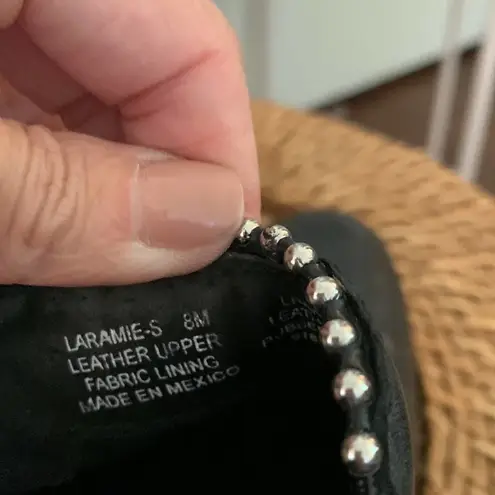 LARAMIE-S 8M
LEATHER UPPER
FABRIC LINING
MADE EN MEXICO